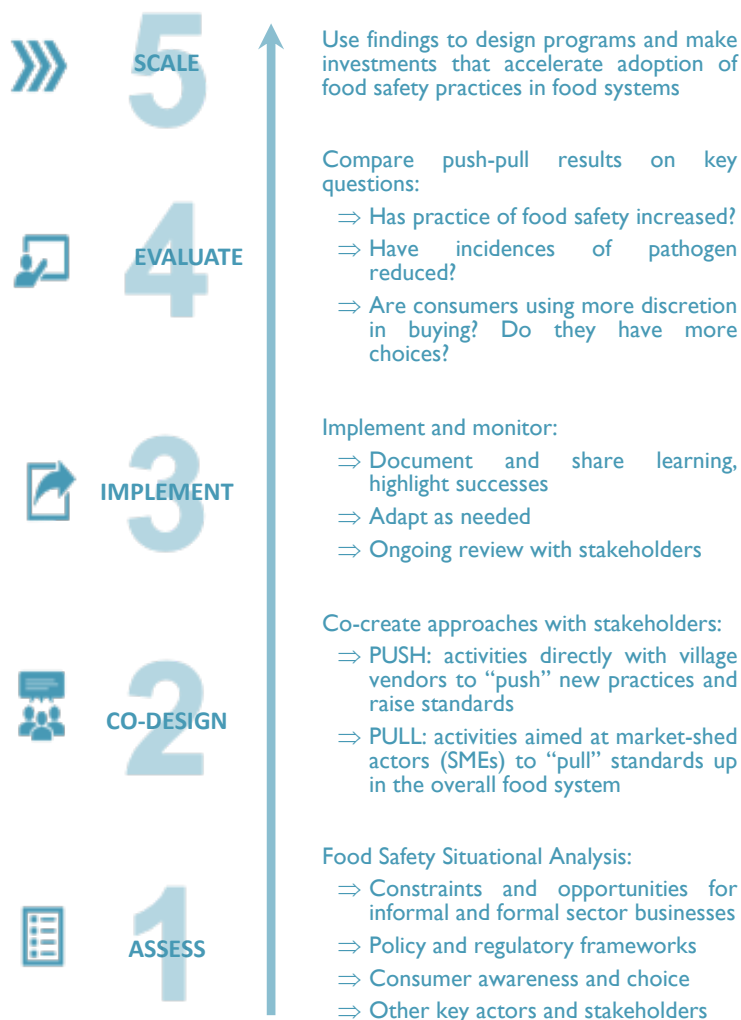 5
SCALE
Use findings to design programs and make
investments that accelerate adoption of
food safety practices in food systems
4
EVALUATE
Compare push-pull results on key
questions:
⇒ Has practice of food safety increased?
⇒ Have incidences of pathogen
reduced?
⇒ Are consumers using more discretion
in buying? Do they have more
choices?
3
IMPLEMENT
Implement and monitor:
⇒ Document and share learning,
highlight successes
⇒ Adapt as needed
⇒ Ongoing review with stakeholders
2
CO-DESIGN
Co-create approaches with stakeholders:
⇒ PUSH: activities directly with village
vendors to “push” new practices and
raise standards
⇒ PULL: activities aimed at market-shed
actors (SMEs) to “pull” standards up
in the overall food system
1
ASSESS
Food Safety Situational Analysis:
⇒ Constraints and opportunities for
informal and formal sector businesses
⇒ Policy and regulatory frameworks
⇒ Consumer awareness and choice
⇒ Other key actors and stakeholders